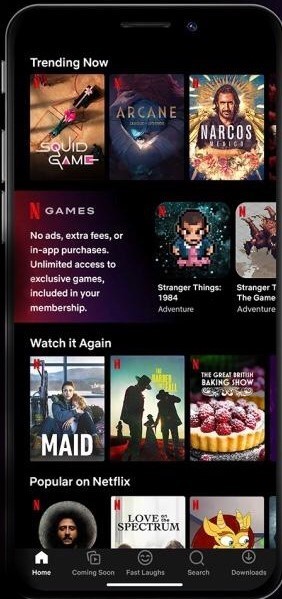 Trending Now
SQUID
GAME
ARCANE
NARCOS
MEXICO
N GAMES
No ads, extra fees, or
in-app purchases.
Unlimited access to
exclusive games,
included in your
membership.
Stranger Things:
1984
Adventure
Stranger T
The Game
Adventure
Watch it Again
MAID
THE HARDER
THEY FALL
THE GREAT BRITISH
BAKING SHOW
Popular on Netflix
LOVE on the
SPECTRUM
Home
Coming Soon
Fast Laughs
Search
Downloads